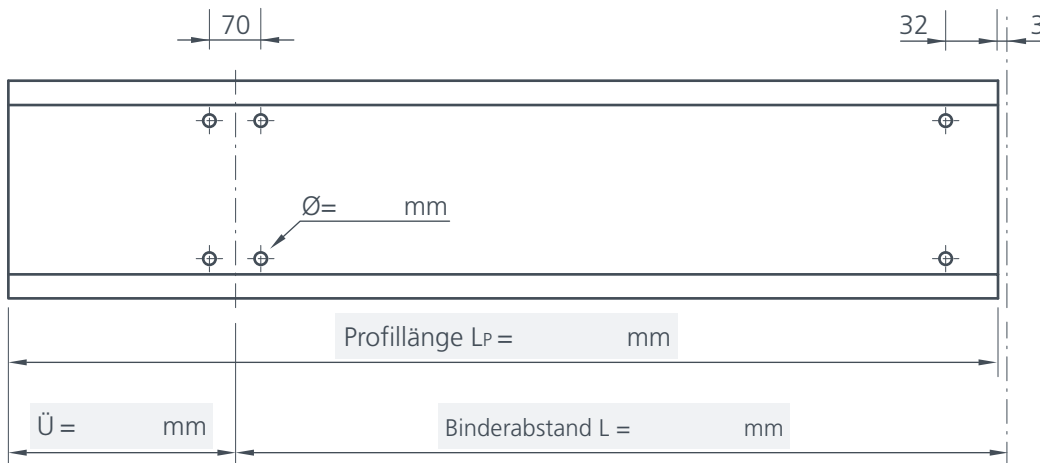 70
32
3
Ø= mm
Profillänge LP = mm
Ü = mm
Binderabstand L = mm